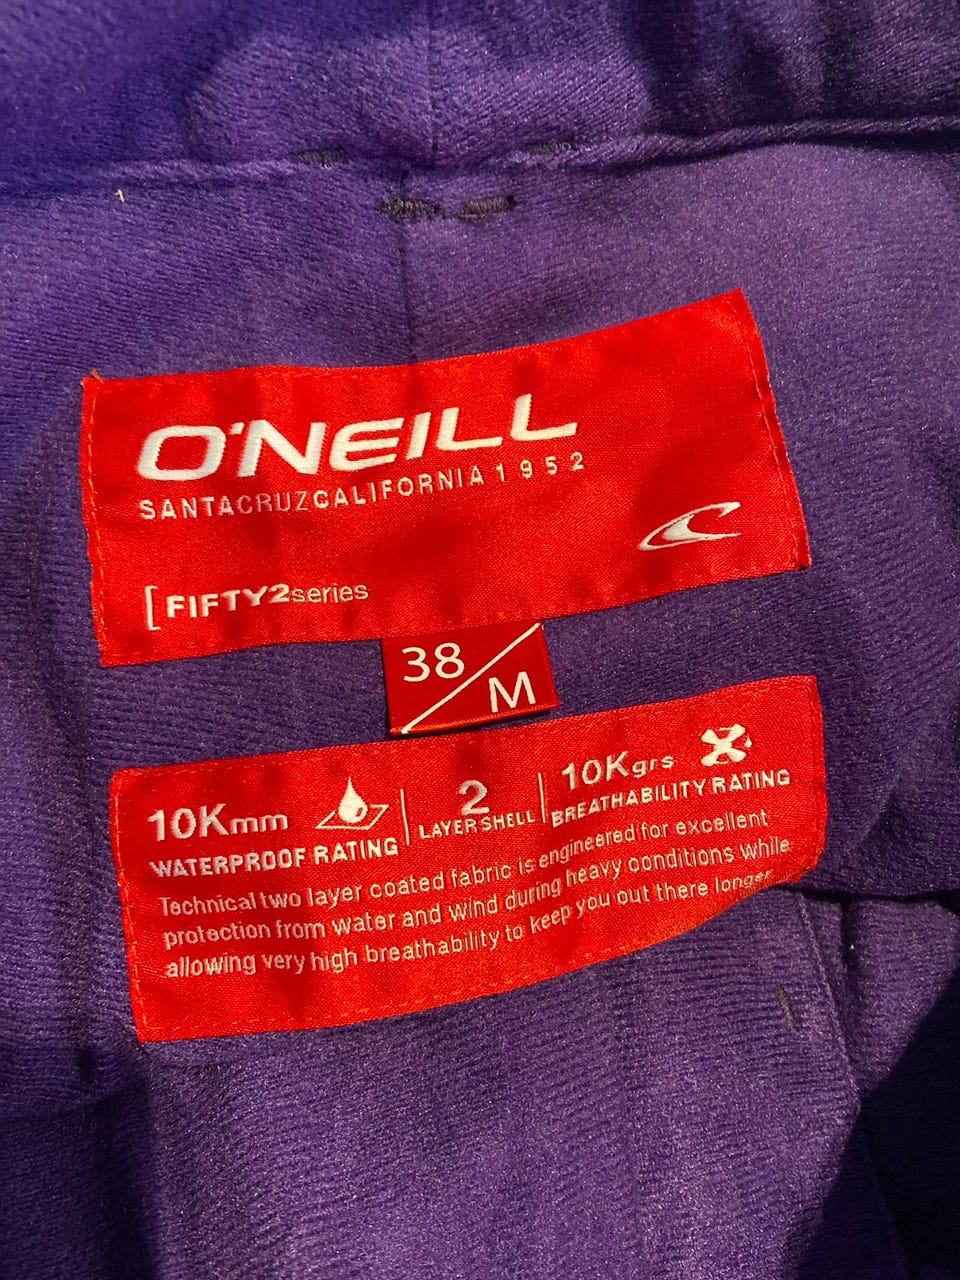 O'NEILL
SANTACRUZCALIFORNIA1952
[FIFTY2series
38/M
10Kmm
WATERPROOF RATING
2
LAYER SHELL
10Kgrs
BREATHABILITY RATING
Technical two layer coated fabric is engineered for excellent
protection from water and wind during heavy conditions while
allowing very high breathability to keep you out there longer